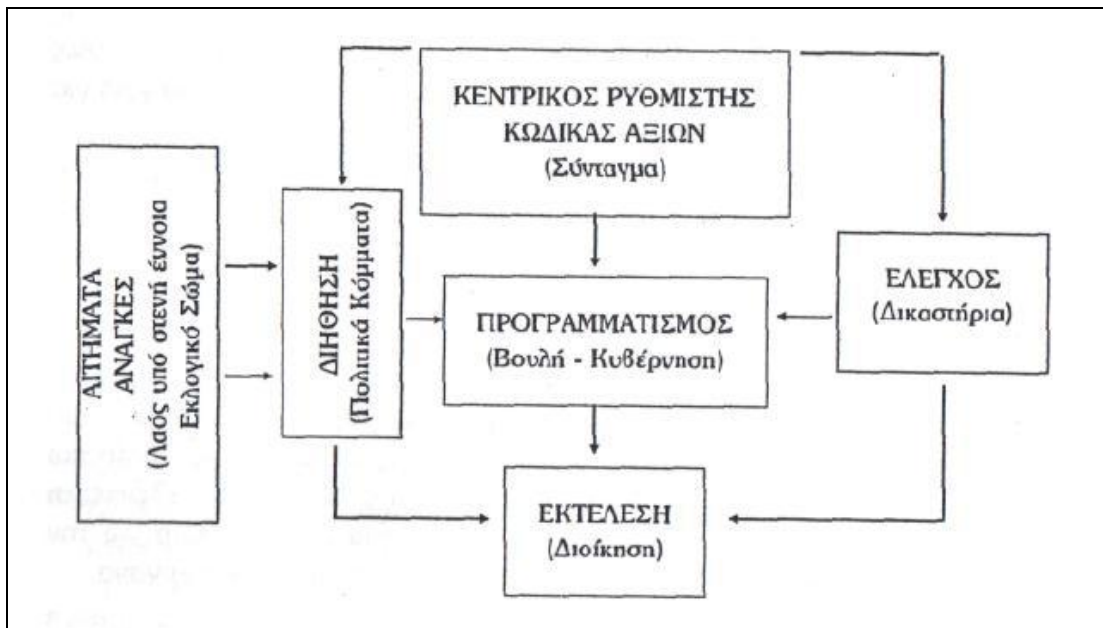 ΚΕΝΤΡΙΚΟΣ ΡΥΘΜΙΣΤΗΣ
ΚΩΔΙΚΑΣ ΑΞΙΩΝ
(Σύνταγμα)
ΑΙΤΗΜΑΤΑ
ΑΝΑΓΚΕΣ
(Λαός υπό στενή έννοια
Εκλογικό Σώμα)
ΔΙΗΘΗΣΗ
(Πολιτικά Κόμματα)
ΠΡΟΓΡΑΜΜΑΤΙΣΜΟΣ
(Βουλή - Κυβέρνηση)
ΕΛΕΓΧΟΣ
(Δικαστήρια)
ΕΚΤΕΛΕΣΗ
(Διοίκηση)